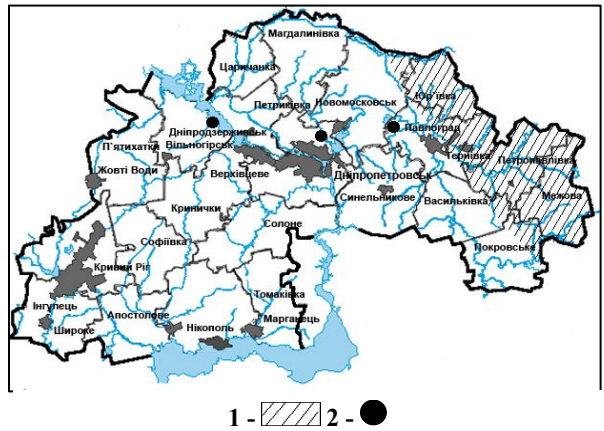 Магдалинівка
Царичанка
Юр'ївка
Петриківка
Новомосковськ
Павлоград
Дніпродзержинськ
Вільногірськ
П'ятихатки
Тернівка
Петропавлівка
Верхівцеве
Дніпропетровськ
Жовті Води
Межова
Синельникове
Васильківка
Кринички
Солоне
Софіївка
Покровське
Кривий Ріг
Томаківка
Інгулець
Апостолове
Марганець
Широке
Нікополь
1 - 2 -